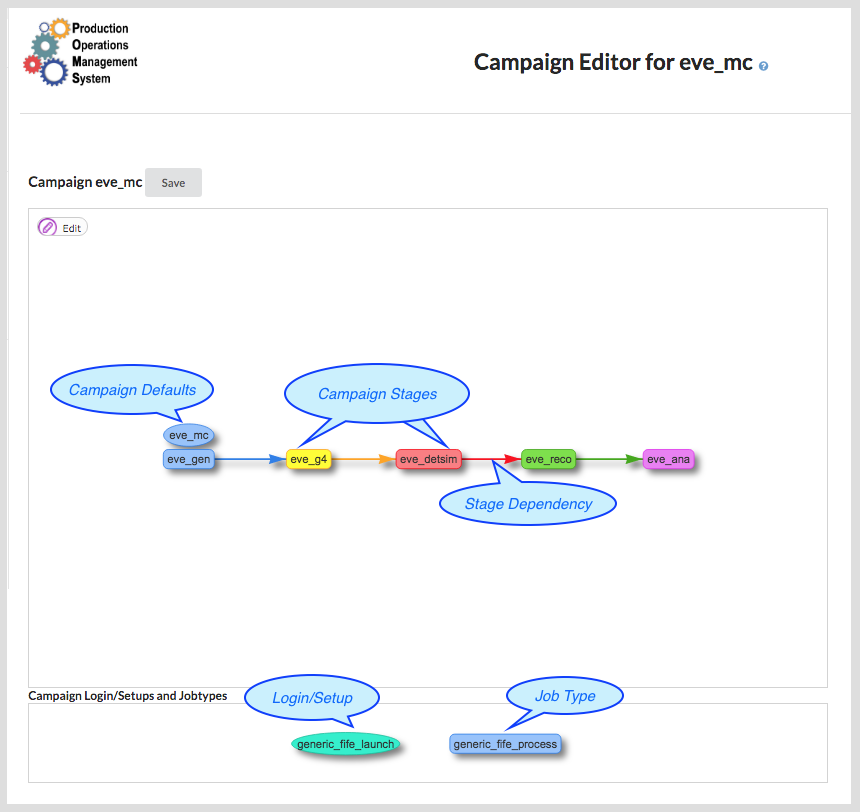 Production
Operations
Management
System
Campaign Editor for eve_mc ?
Campaign eve_mc Save
Edit
Campaign Defaults
Campaign Stages
eve_mc
eve_gen eve_g4 eve_detsim eve_reco eve_ana
Stage Dependency
Campaign Login/Setups and Jobtypes
Login/Setup
Job Type
generic_fife_launch generic_fife_process